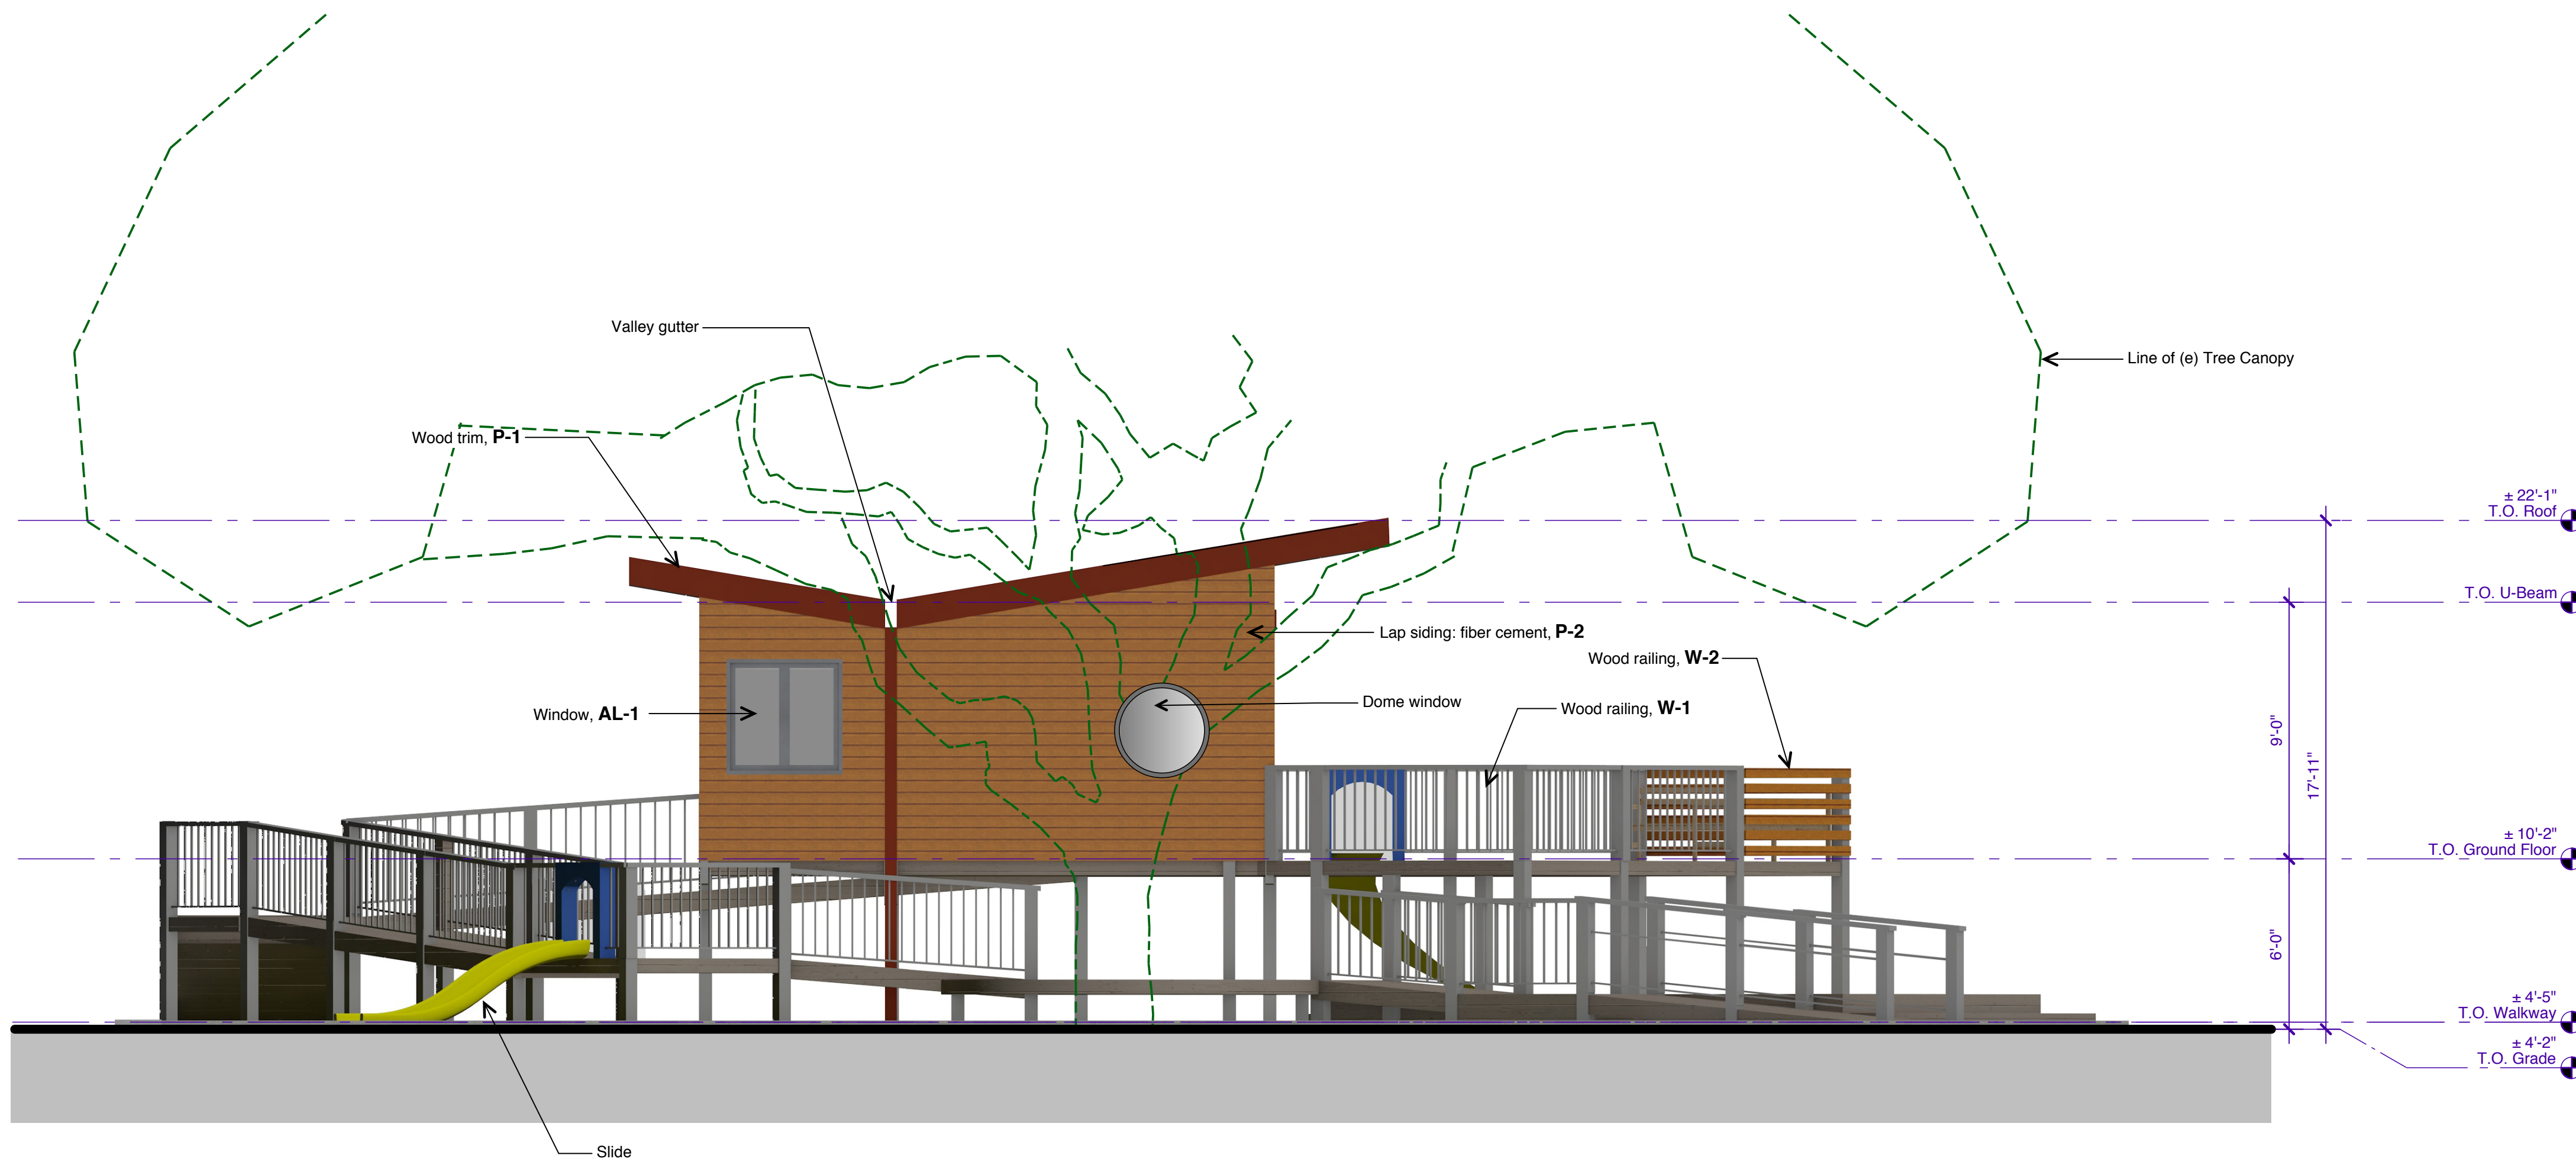 Valley gutter
Line of (e) Tree Canopy
Wood trim, P-1
± 22'-1"
T.O. Roof
T.O. U-Beam
Lap siding: fiber cement, P-2
Wood railing, W-2
Dome window
Wood railing, W-1
Window, AL-1
9'-0"
17'-11"
± 10'-2"
T.O. Ground Floor
6'-0"
± 4'-5"
T.O. Walkway
± 4'-2"
T.O. Grade
Slide